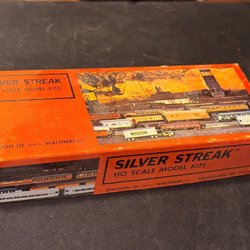 SILVER STREAK
HO SCALE MODEL KITS
DIVISION OF WALTHERS
SILVER STREAK
HO SCALE MODEL KITS
DIVISION OF WALTHERS